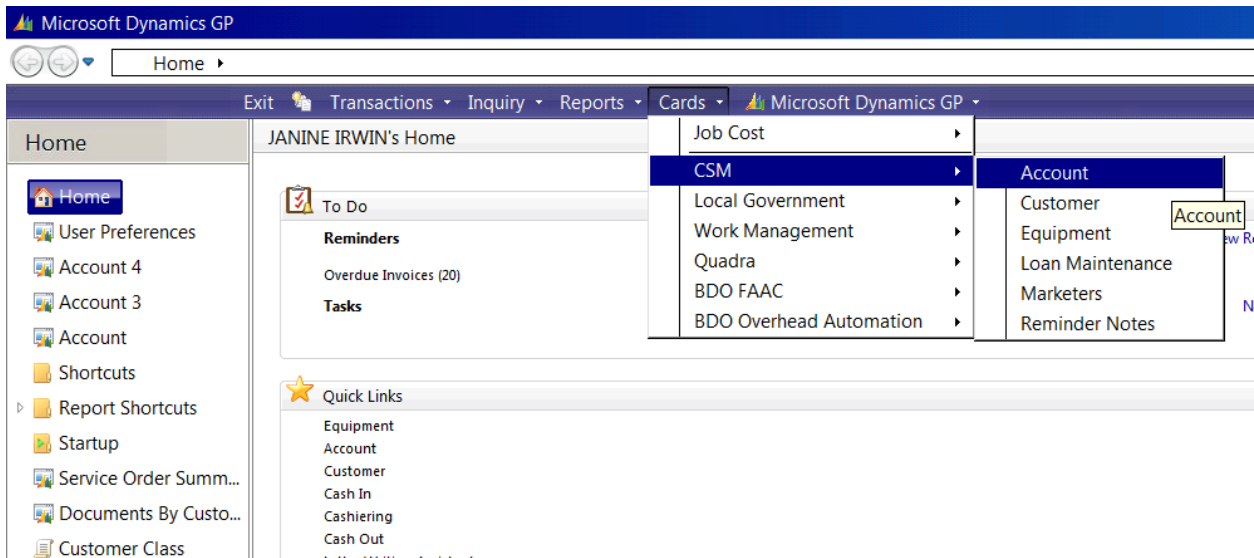 Microsoft Dynamics GP
Home
Exit Transactions Inquiry Reports Cards Microsoft Dynamics GP
Home
JANINE IRWIN's Home
Job Cost
CSM
Local Government
Work Management
Quadra
BDO FAAC
BDO Overhead Automation
Account
Customer
Equipment
Loan Maintenance
Marketers
Reminder Notes
Account
Home
User Preferences
Account 4
Account 3
Account
Shortcuts
Report Shortcuts
Startup
Service Order Summ...
Documents By Custo...
Customer Class
To Do
Reminders
Overdue Invoices (20)
Tasks
Quick Links
Equipment
Account
Customer
Cash In
Cashiering
Cash Out